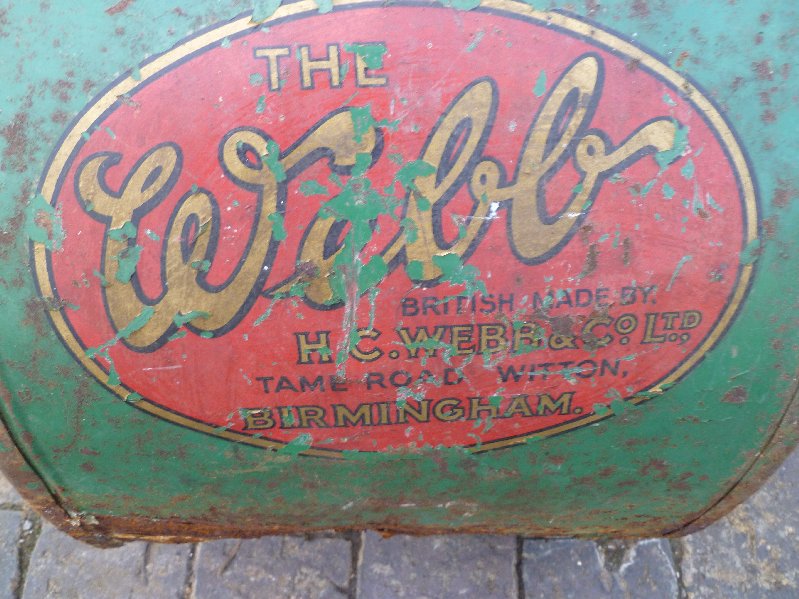 THE
Webb
BRITISH MADE BY.
H.C. WEBB & CO LTD.,
TAME ROAD WITTON,
BIRMINGHAM.